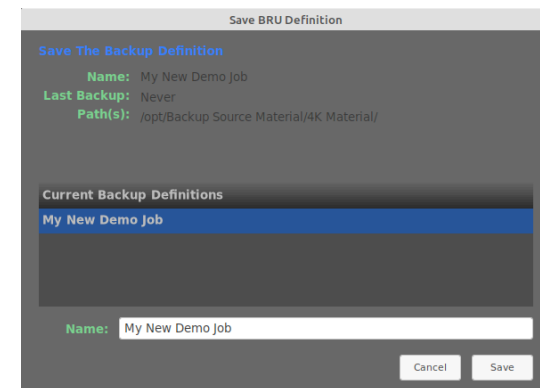 Save BRU Definition
Save The Backup Definition
Name: My New Demo Job
Last Backup: Never
Path(s): /opt/Backup Source Material/4K Material/
Current Backup Definitions
My New Demo Job
Name: My New Demo Job
Cancel Save